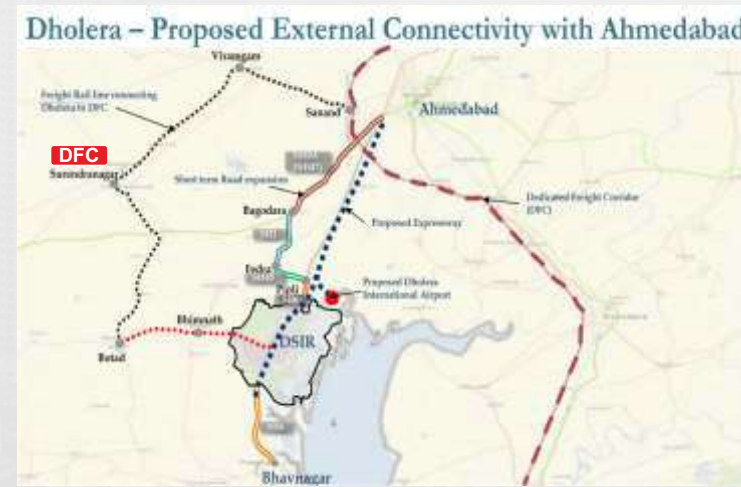 Dholera – Proposed External Connectivity with Ahmedabad
Viramgam
Freight Rail line connecting
Dholera to DFC
Sanand
Ahmedabad
DFC
Surendranagar
Short term Road expansion
Dedicated Freight Corridor
(DFC)
Bagodara
Proposed Expressway
Proposed Dholera
International Airport
Pipli
Bhimnath
DSIR
Botad
Bhavnagar